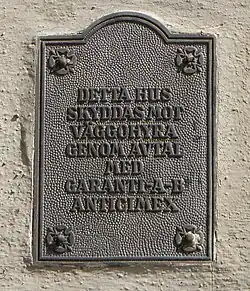 DETTA HUS
SKYDDAS MOT
VÄGGOHYRA
GENOM AVTAL
MED
GARANTI-A-B
ANTICIMEX